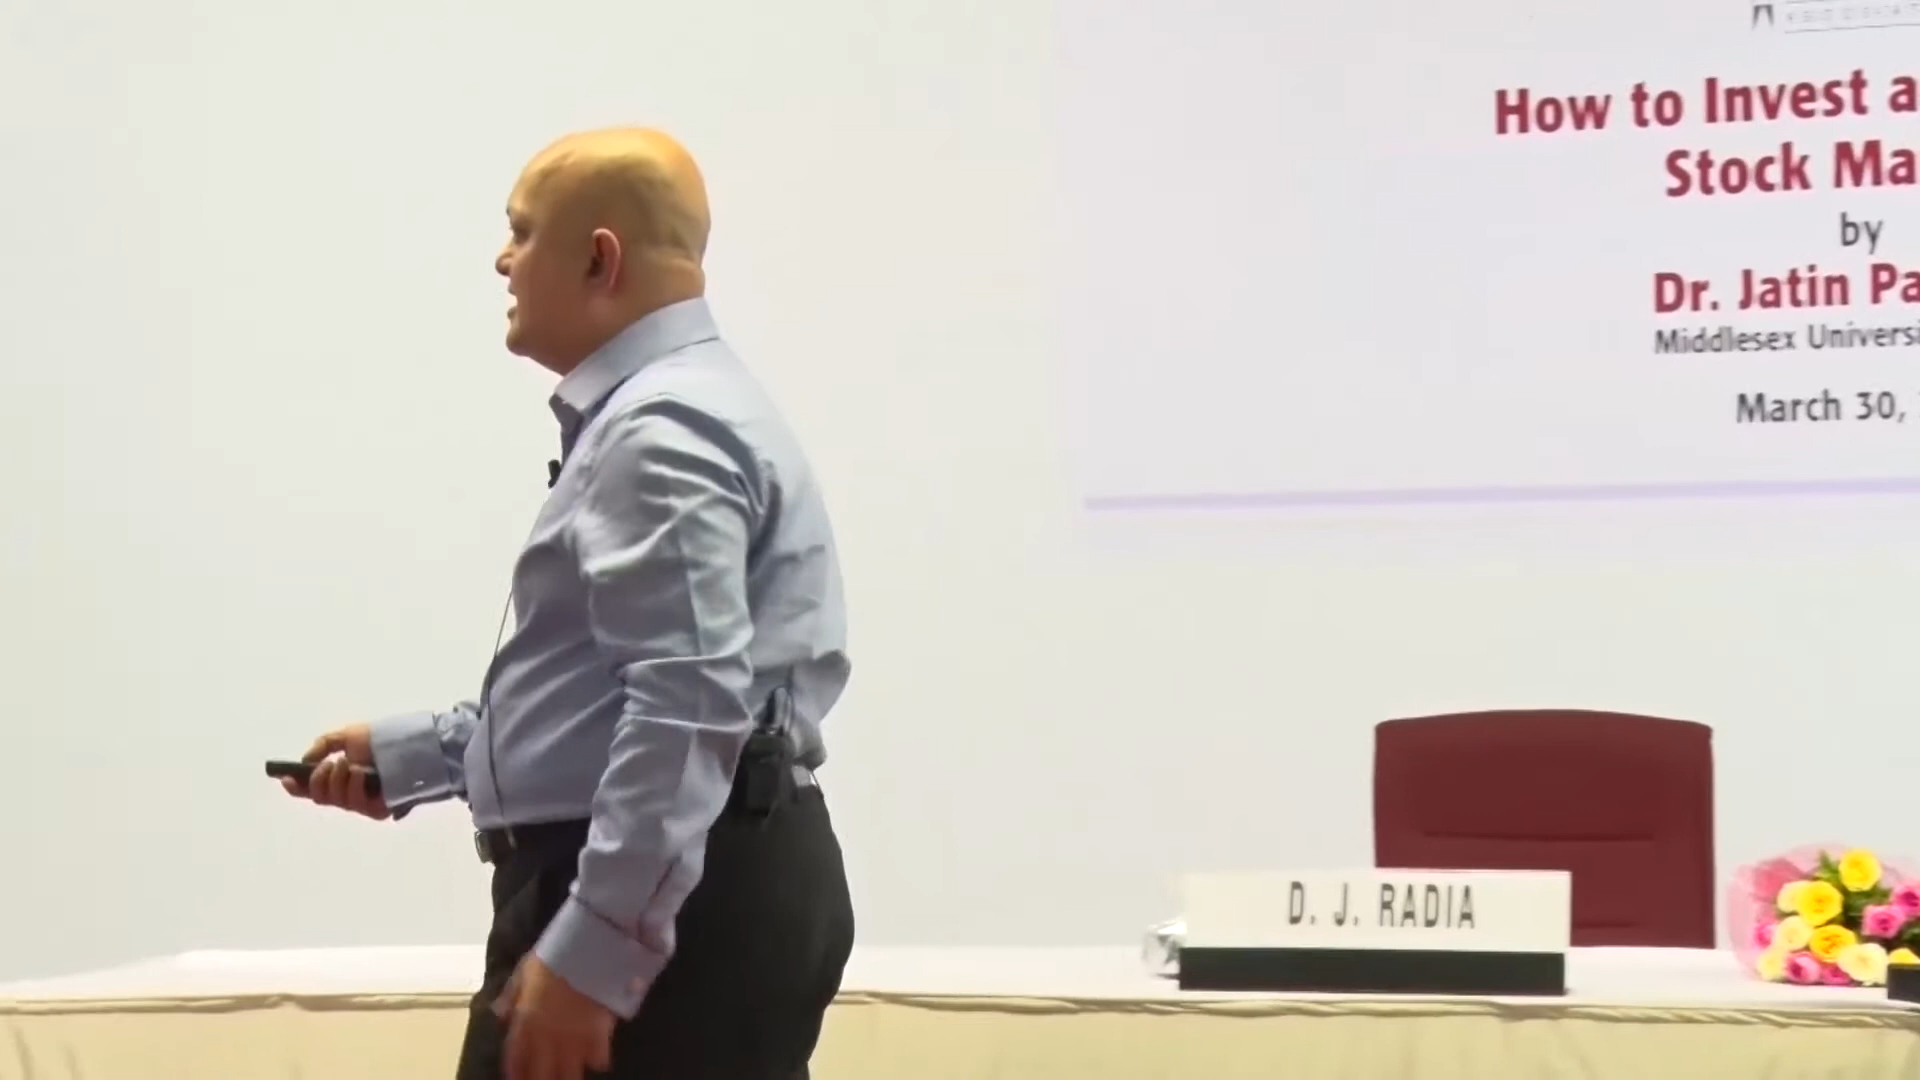 How to Invest a
Stock Ma
by
Dr. Jatin Pa
Middlesex Universi
March 30,
D. J. RADIA